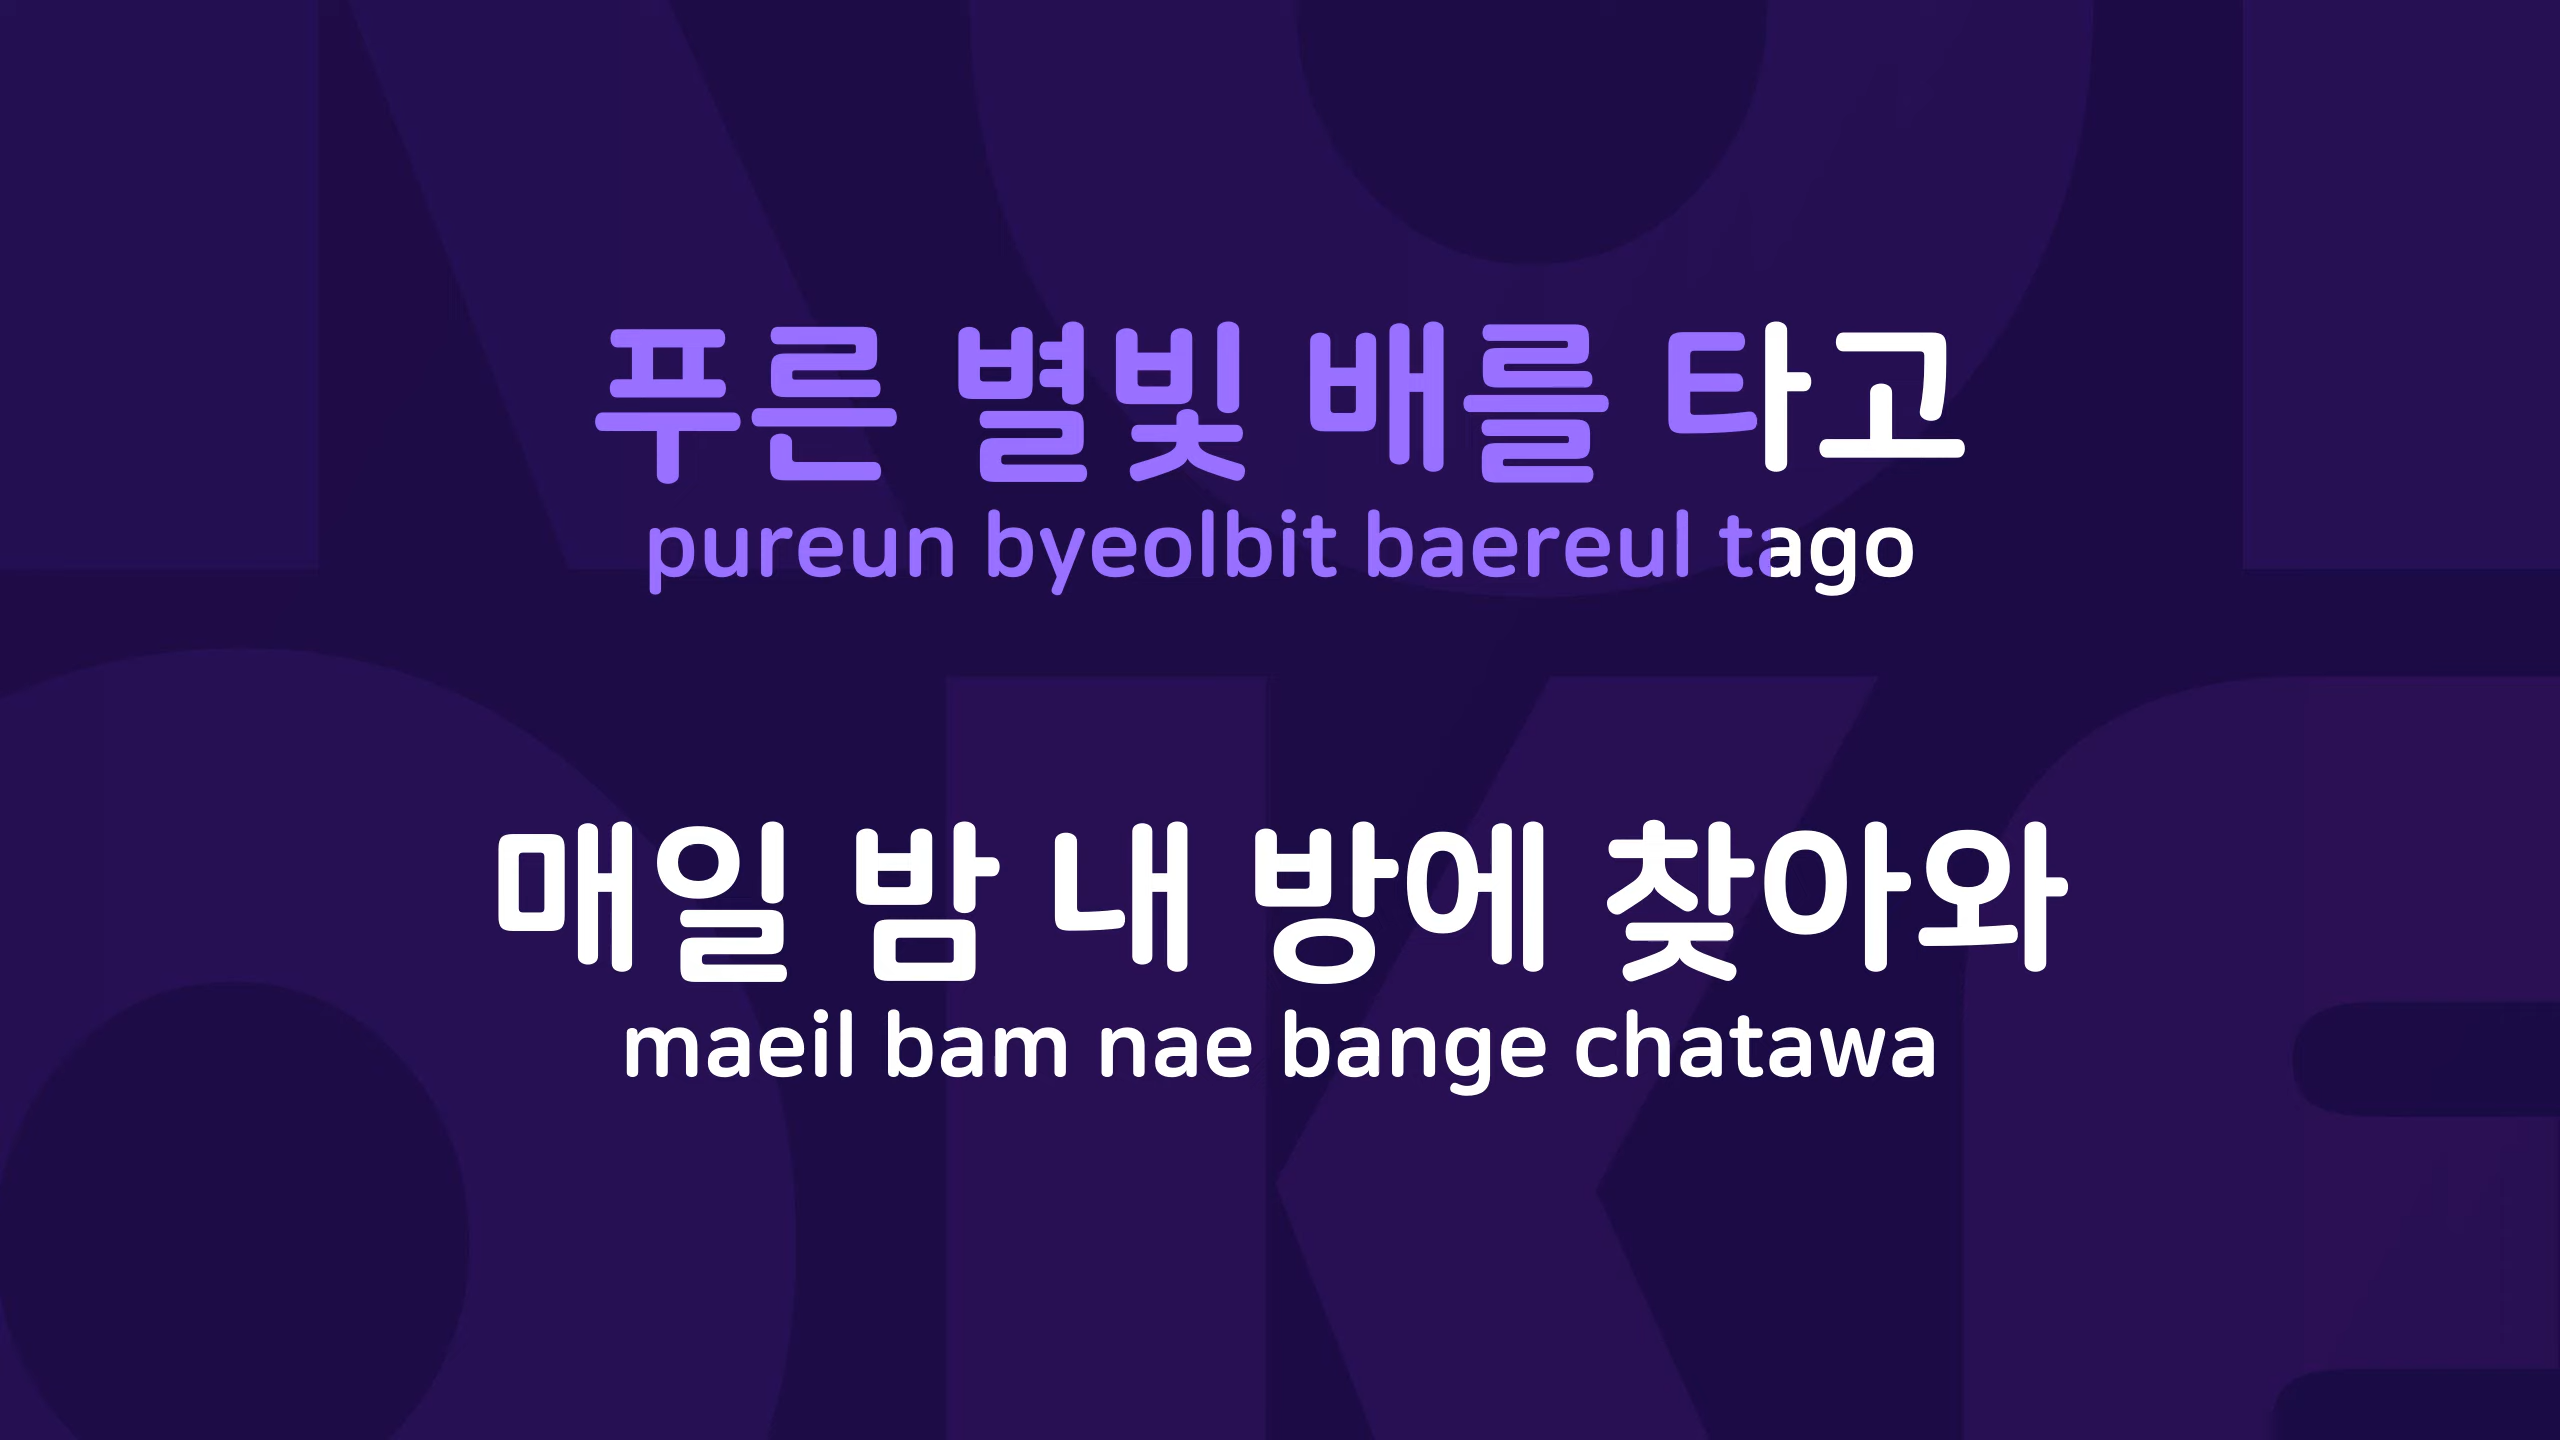 푸른 별빛 배를 타고
pureun byeolbit baereul tago
매일 밤 내 방에 찾아와
maeil bam nae bange chatawa